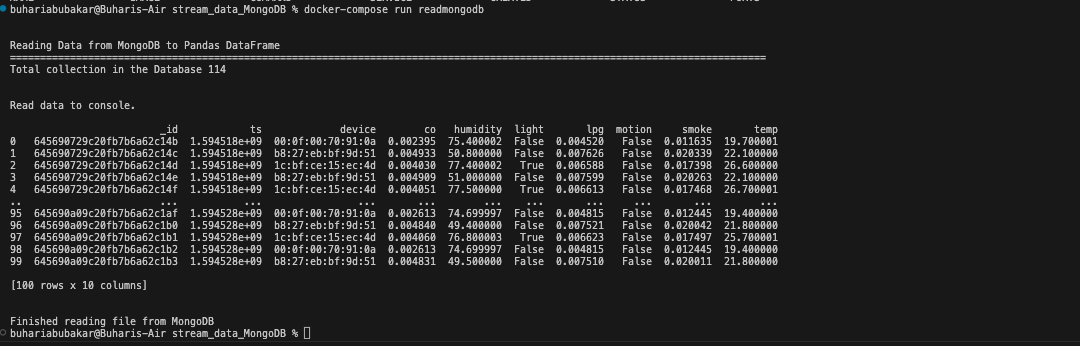 buhariabubakar@Buharis-Air stream_data_MongoDB % docker-compose run readmongodb
Reading Data from MongoDB to Pandas DataFrame
Total collection in the Database 114
Read data to console.
_id ts device co humidity light lpg motion smoke temp
0 645690729c20fb7b6a62c14b 1.594518e+09 00:0f:00:70:91:0a 0.002395 75.400002 False 0.004520 False 0.011635 19.700001
1 645690729c20fb7b6a62c14c 1.594518e+09 b8:27:eb:bf:9d:51 0.004933 50.800000 False 0.007626 False 0.020339 22.100000
2 645690729c20fb7b6a62c14d 1.594518e+09 1c:bf:ce:15:ec:4d 0.004030 77.400002 True 0.006588 False 0.017398 26.600000
3 645690729c20fb7b6a62c14e 1.594518e+09 b8:27:eb:bf:9d:51 0.004909 51.000000 False 0.007599 False 0.020263 22.100000
4 645690729c20fb7b6a62c14f 1.594518e+09 1c:bf:ce:15:ec:4d 0.004051 77.500000 True 0.006613 False 0.017468 26.700001
.. ... ... ... ... ... ... ... ... ... ...
95 645690a09c20fb7b6a62c1af 1.594528e+09 00:0f:00:70:91:0a 0.002613 74.699997 False 0.004815 False 0.012445 19.400000
96 645690a09c20fb7b6a62c1b0 1.594528e+09 b8:27:eb:bf:9d:51 0.004840 49.400000 False 0.007521 False 0.020042 21.800000
97 645690a09c20fb7b6a62c1b1 1.594528e+09 1c:bf:ce:15:ec:4d 0.004060 76.800003 True 0.006623 False 0.017497 25.700001
98 645690a09c20fb7b6a62c1b2 1.594528e+09 00:0f:00:70:91:0a 0.002613 74.699997 False 0.004815 False 0.012445 19.400000
99 645690a09c20fb7b6a62c1b3 1.594528e+09 b8:27:eb:bf:9d:51 0.004831 49.500000 False 0.007510 False 0.020011 21.800000
[100 rows x 10 columns]
Finished reading file from MongoDB
buhariabubakar@Buharis-Air stream_data_MongoDB %